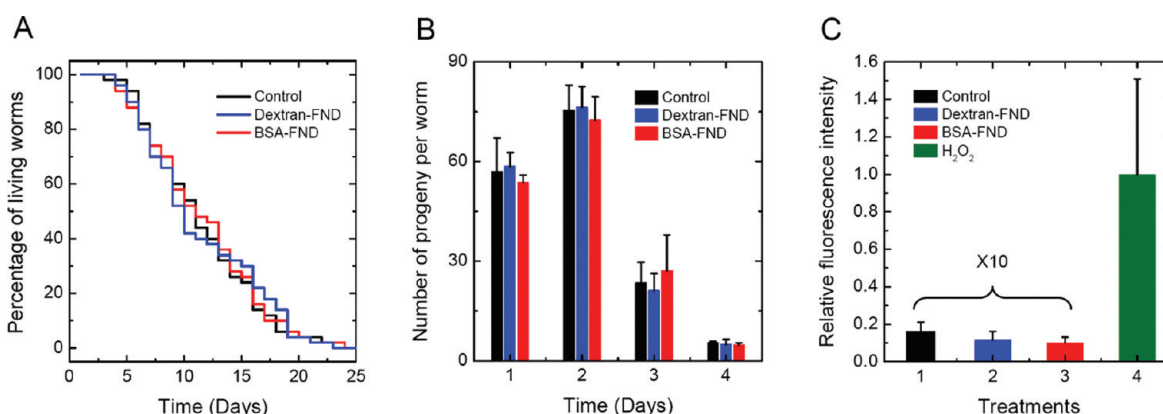 A
Percentage of living worms
100
80
60
40
20
0
Control
Dextran-FND
BSA-FND
0 5 10 15 20 25
Time (Days)
B
Number of progeny per worm
90
60
30
0
Control
Dextran-FND
BSA-FND
1 2 3 4
Time (Days)
C
Relative fluorescence intensity
1.6
1.4
1.2
1.0
0.8
0.6
0.4
0.2
0.0
Control
Dextran-FND
BSA-FND
H₂O₂
X10
1 2 3 4
Treatments